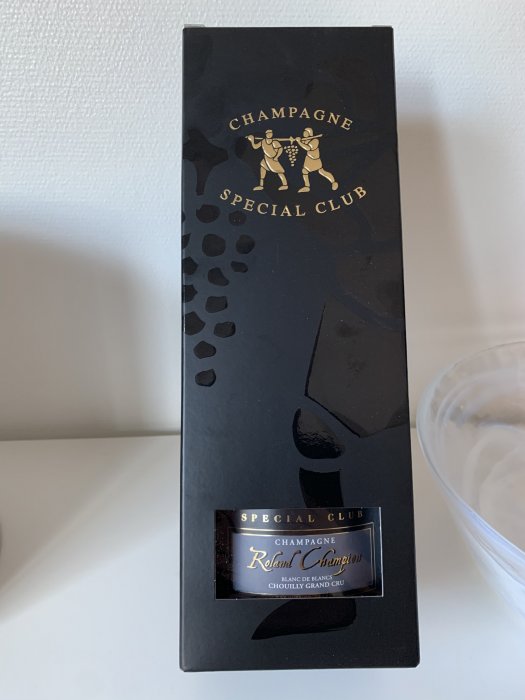 CHAMPAGNE
SPECIAL CLUB
SPECIAL CLUB
CHAMPAGNE
Roland Champion
BLANC DE BLANCS
CHOUILLY GRAND CRU